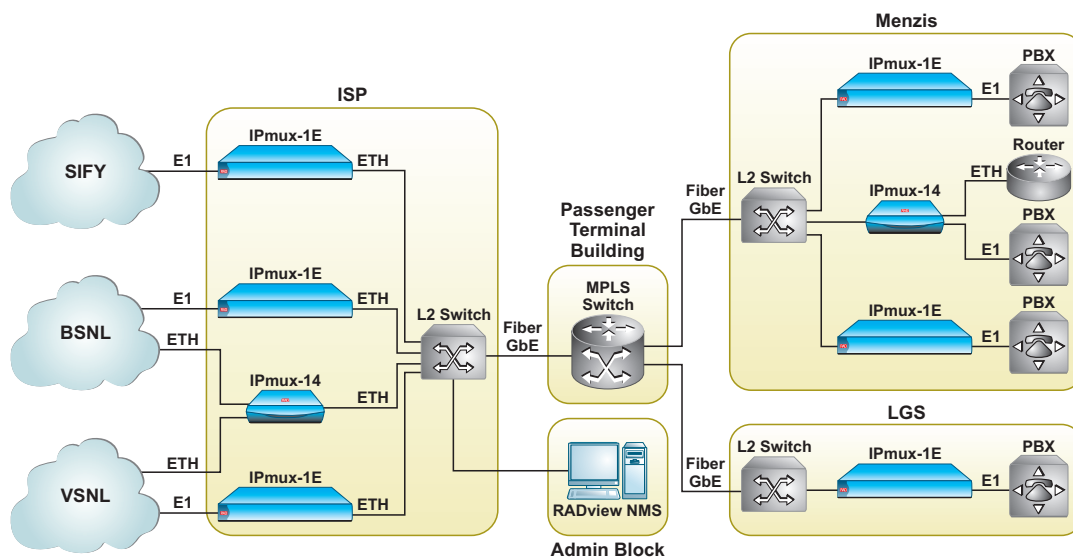 ISP
SIFY
E1
IPmux-1E
ETH
BSNL
E1
IPmux-1E
ETH
ETH
IPmux-14
ETH
L2 Switch
VSNL
ETH
E1
IPmux-1E
ETH
Fiber
GbE
Passenger
Terminal
Building
MPLS
Switch
RADview NMS
Admin Block
Menzis
Fiber
GbE
L2 Switch
IPmux-1E
E1
PBX
IPmux-14
ETH
Router
E1
PBX
IPmux-1E
E1
PBX
LGS
Fiber
GbE
L2 Switch
IPmux-1E
E1
PBX